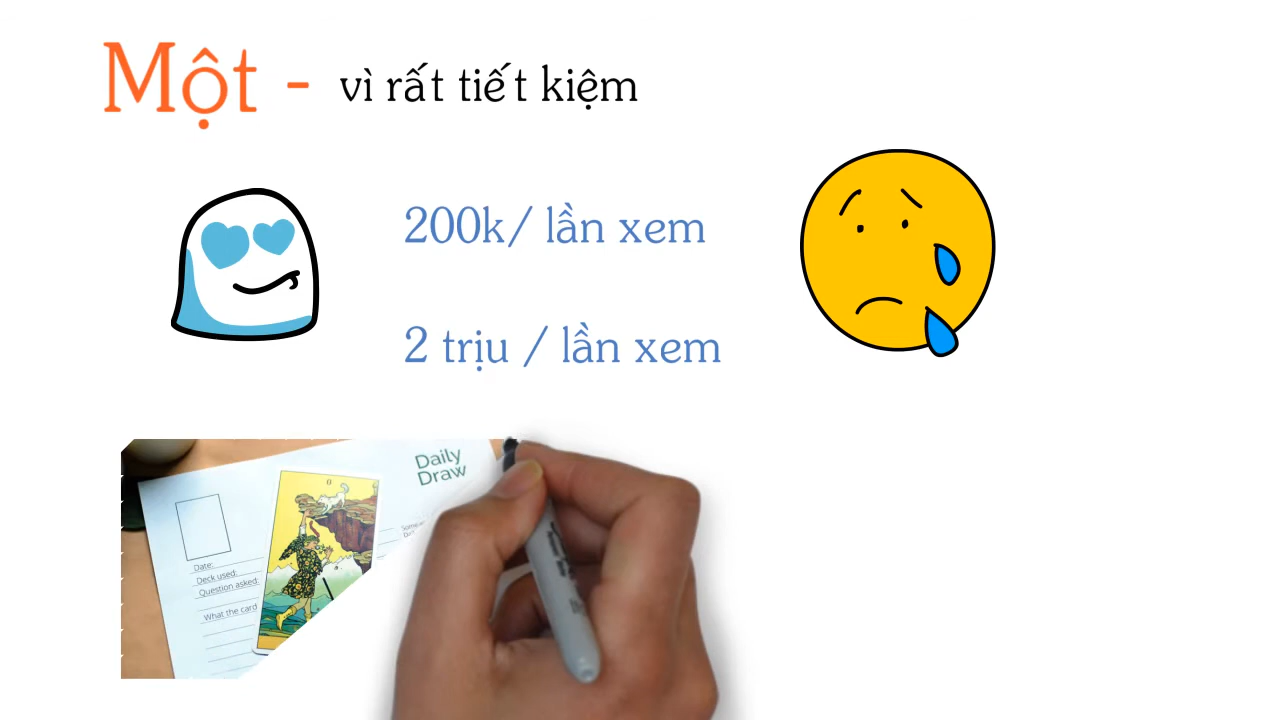 Một - vì rất tiết kiệm
200k/ lần xem
2 trịu / lần xem
Daily
Draw
Date:
Deck used:
Question asked:
What the card